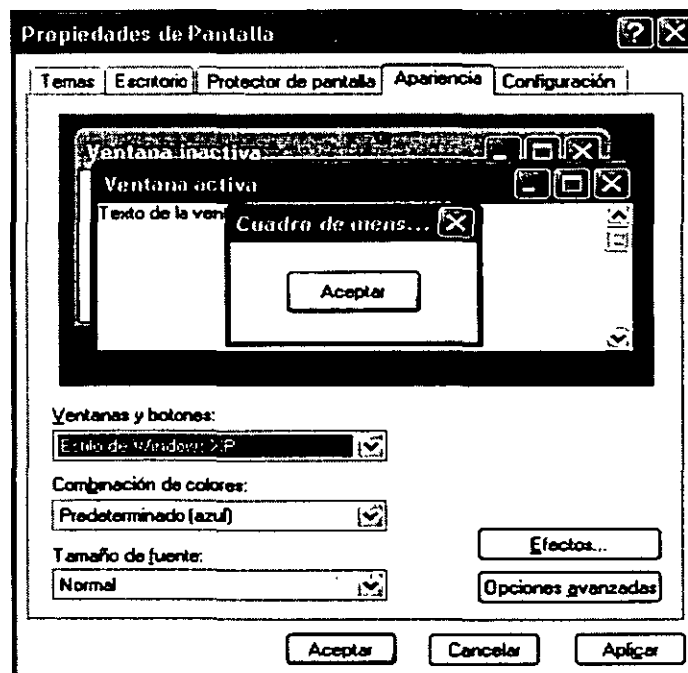 Propiedades de Pantalla
Temas Escritorio Protector de pantalla Apariencia Configuración
Ventana inactiva
Ventana activa
Texto de la ven
Cuadro de mens...
Aceptar
Ventanas y botones:
Estilo de Windows XP
Combinación de colores:
Predeterminado (azul)
Efectos...
Tamaño de fuente:
Normal
Opciones avanzadas
Aceptar Cancelar Aplicar